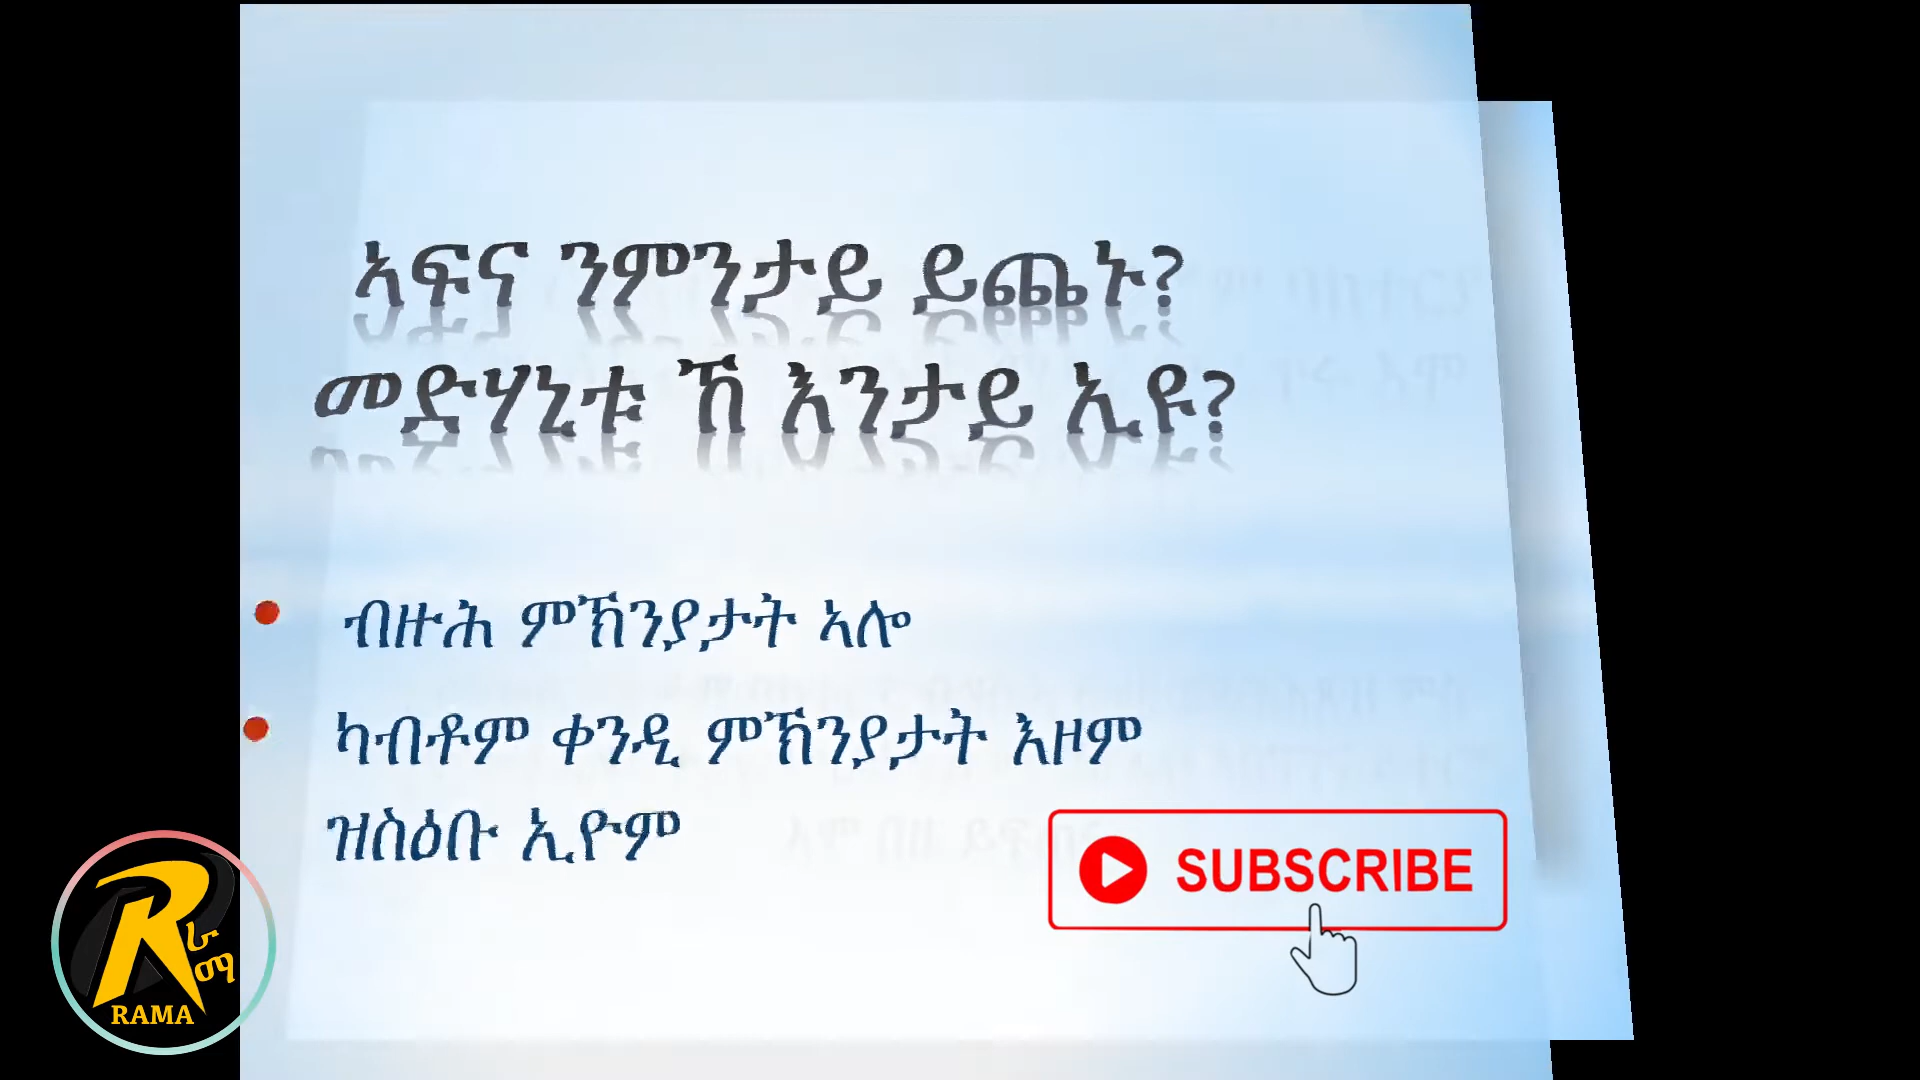 ኣፍና ንምንታይ ይጨኑ?
መድሃኒቱ ኸ እንታይ ኢዩ?
• ብዙሕ ምኽንያታት ኣሎ
• ካብቶም ቀንዲ ምኽንያታት እዞም
ዝስዕቡ ኢዮም
SUBSCRIBE
ራማ
RAMA